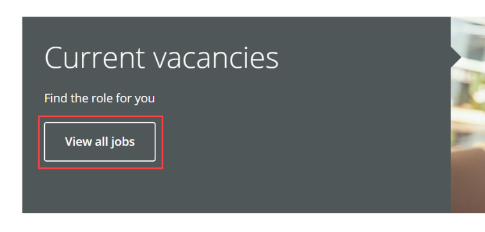 Current vacancies
Find the role for you
View all jobs